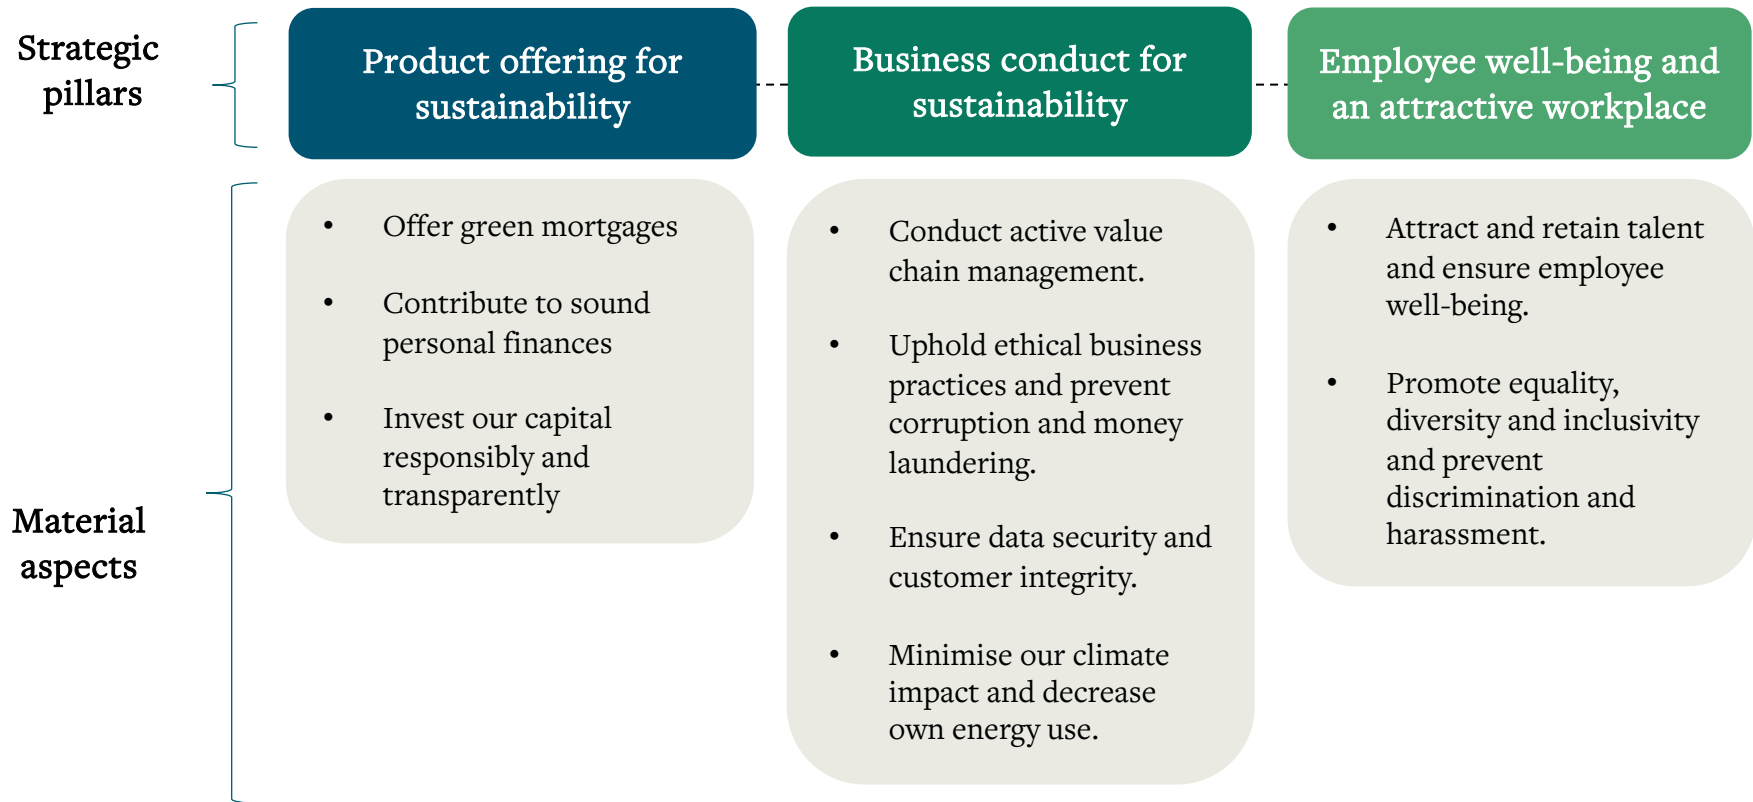 Strategic
pillars
Product offering for
sustainability
Business conduct for
sustainability
Employee well-being and
an attractive workplace
Material
aspects
• Offer green mortgages
• Contribute to sound
personal finances
• Invest our capital
responsibly and
transparently
• Conduct active value
chain management.
• Uphold ethical business
practices and prevent
corruption and money
laundering.
• Ensure data security and
customer integrity.
• Minimise our climate
impact and decrease
own energy use.
• Attract and retain talent
and ensure employee
well-being.
• Promote equality,
diversity and inclusivity
and prevent
discrimination and
harassment.